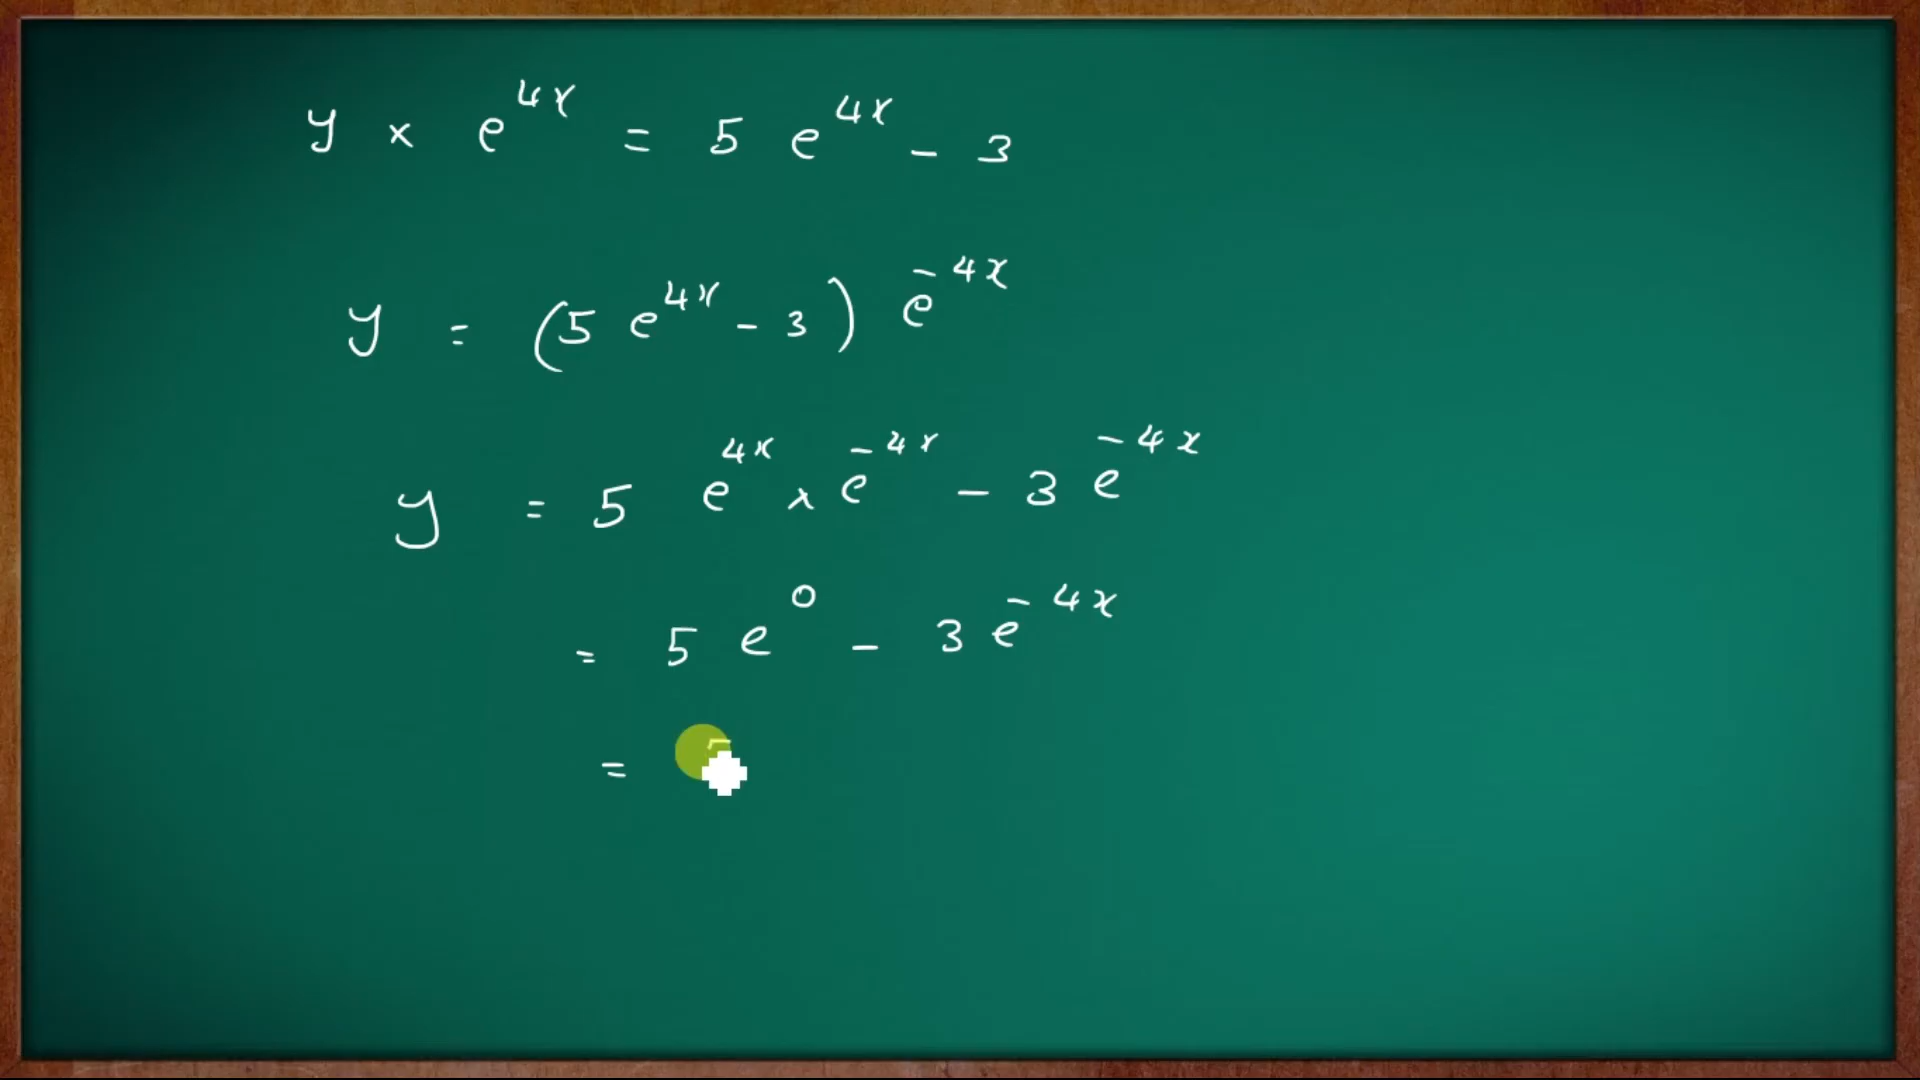 y × e^{4x} = 5 e^{4x} - 3
y = (5 e^{4x} - 3) e^{-4x}
y = 5 e^{4x} × e^{-4x} - 3 e^{-4x}
= 5 e^{0} - 3 e^{-4x}
=